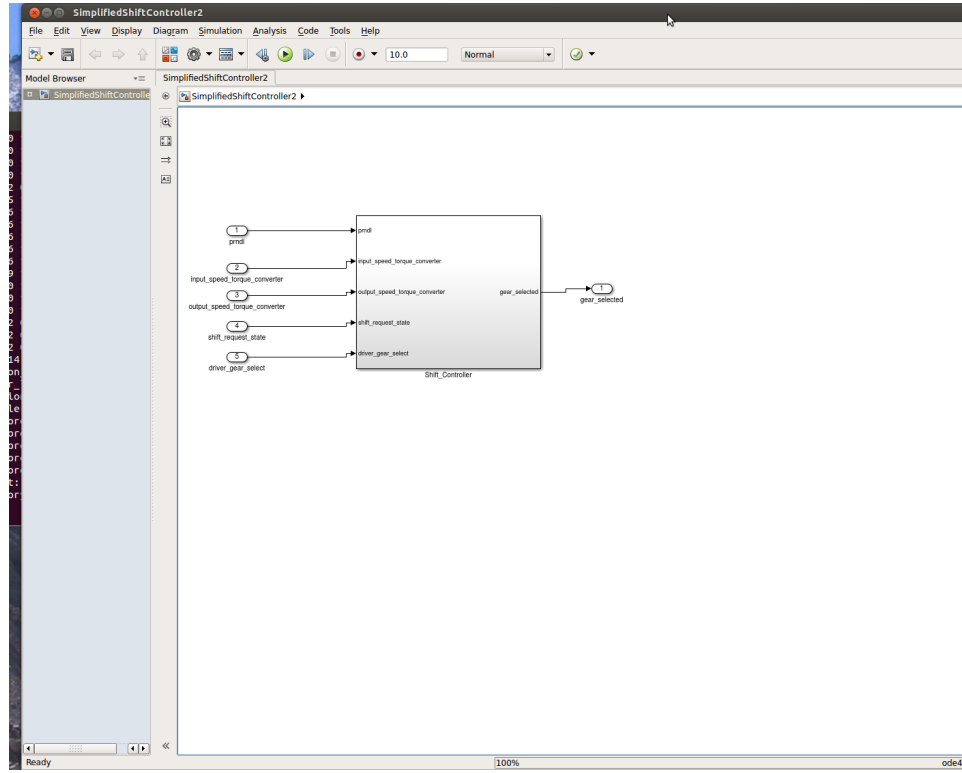 SimplifiedShiftController2
File Edit View Display Diagram Simulation Analysis Code Tools Help
10.0 Normal
Model Browser
SimplifiedShiftController2
SimplifiedShiftControlle
SimplifiedShiftController2
1
prndl
prndl
2
input_speed_torque_converter
input_speed_torque_converter
3
output_speed_torque_converter
output_speed_torque_converter
gear_selected
1
gear_selected
4
shift_request_state
shift_request_state
5
driver_gear_select
driver_gear_select
Shift_Controller
Ready
100%
ode4